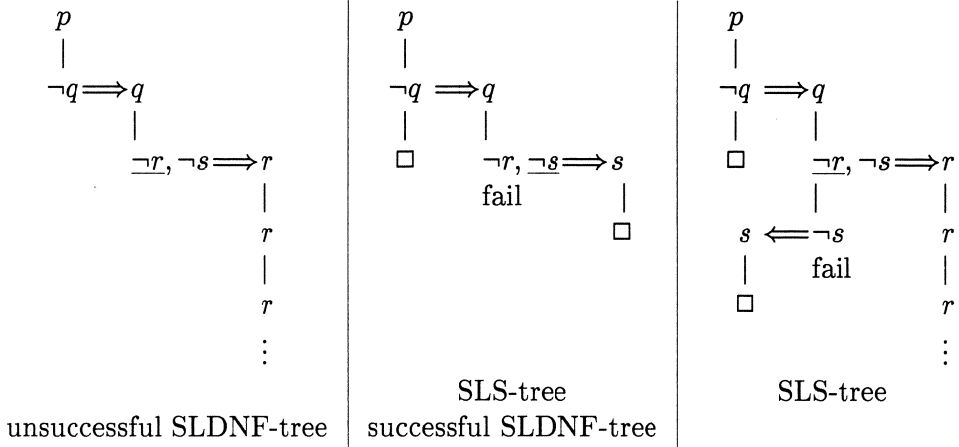 p
¬q⟹q
¬r, ¬s⟹r
r
r
⋮
unsuccessful SLDNF-tree
p
¬q ⟹q
□ ¬r, ¬s⟹s
fail
□
SLS-tree
successful SLDNF-tree
p
¬q ⟹q
□ ¬r, ¬s⟹r
s ⟸¬s r
fail
□ r
⋮
SLS-tree